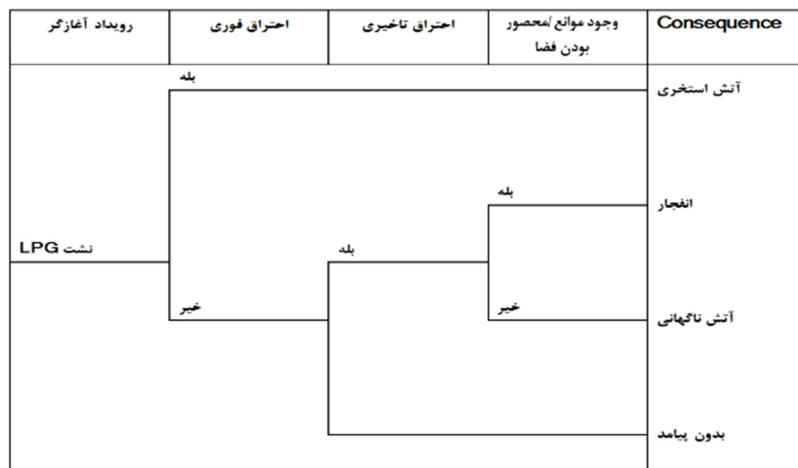 رویداد آغازگر
احتراق فوری
احتراق تاخیری
وجود موانع /محصور
بودن فضا
Consequence
بله
آتش استخری
بله
انفجار
نشت LPG
بله
خیر
خیر
آتش ناگهانی
بدون پیامد